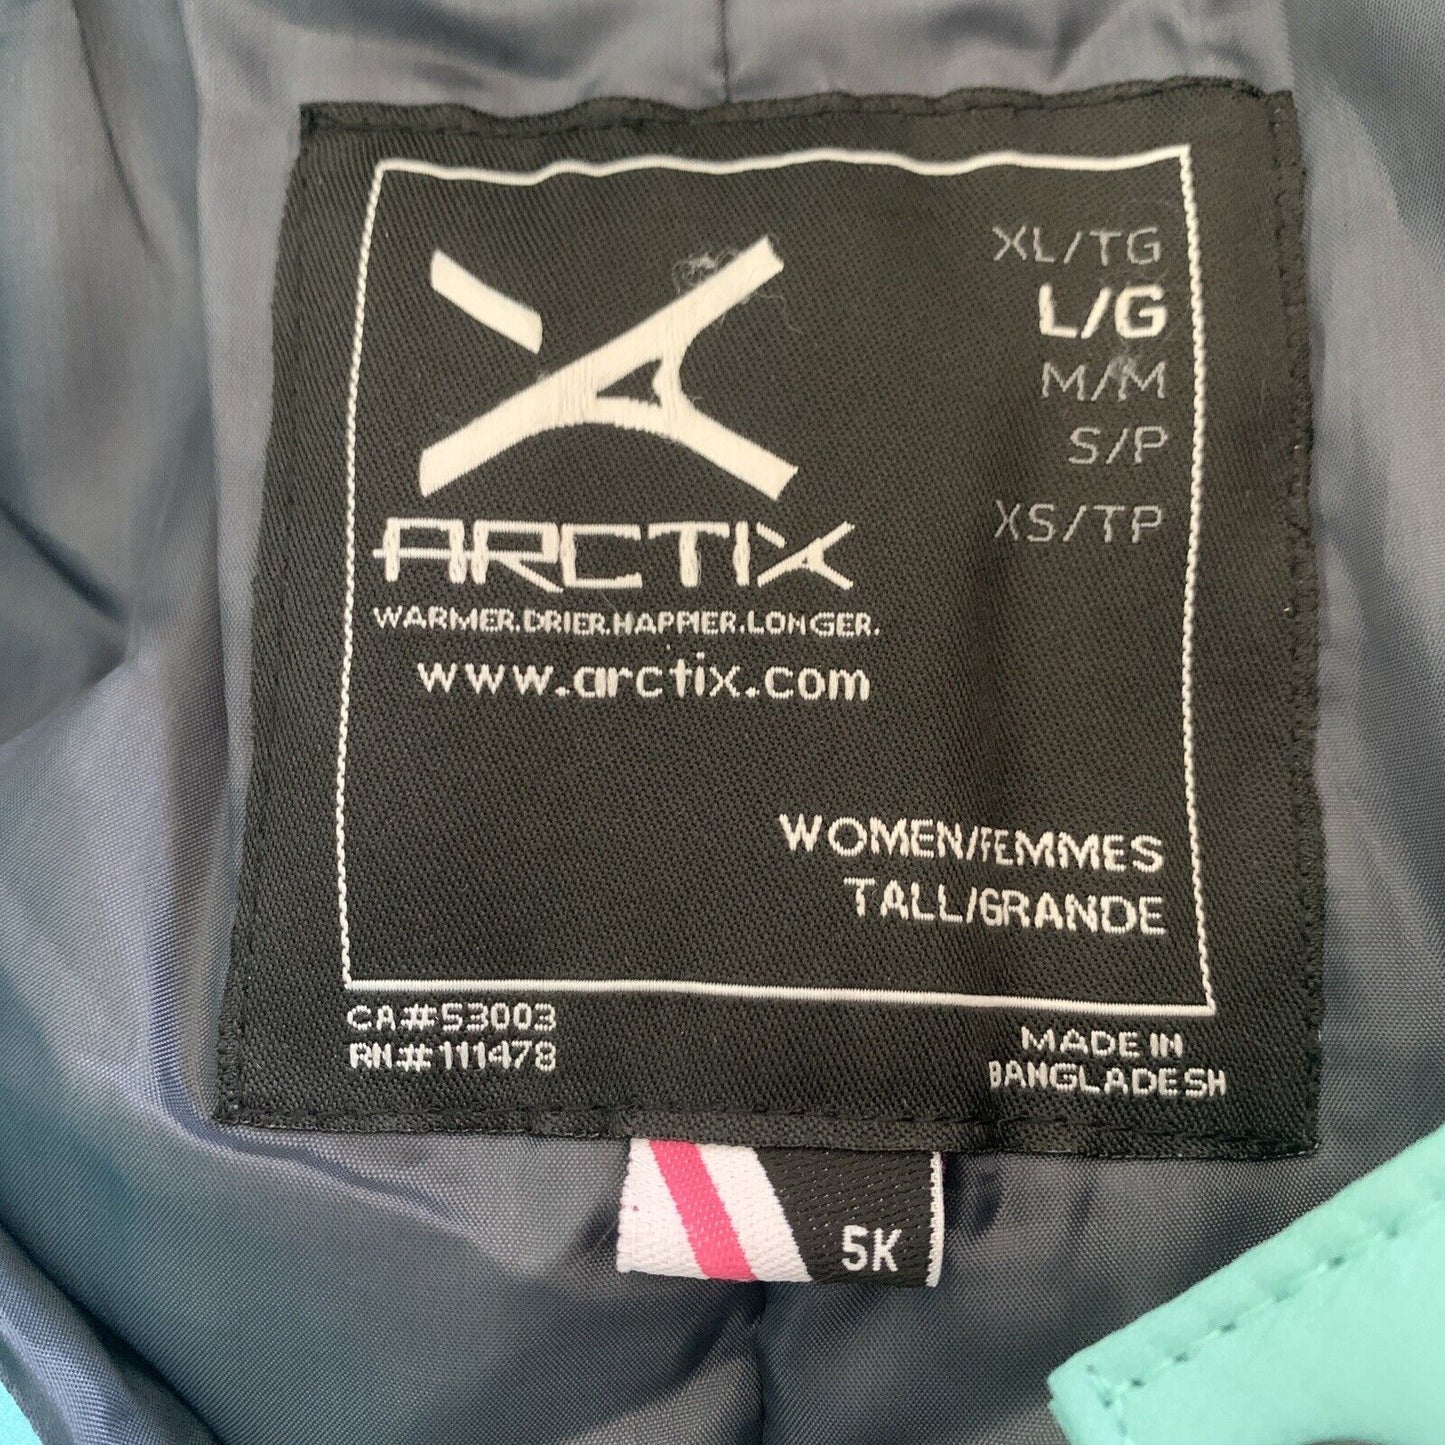 XL/TG
L/G
M/M
S/P
XS/TP
ARCTIX
WARMER.DRIER.HAPPIER.LONGER.
www.arctix.com
WOMEN/FEMMES
TALL/GRANDE
CA#53003
RN#111478
MADE IN
BANGLADESH
5K